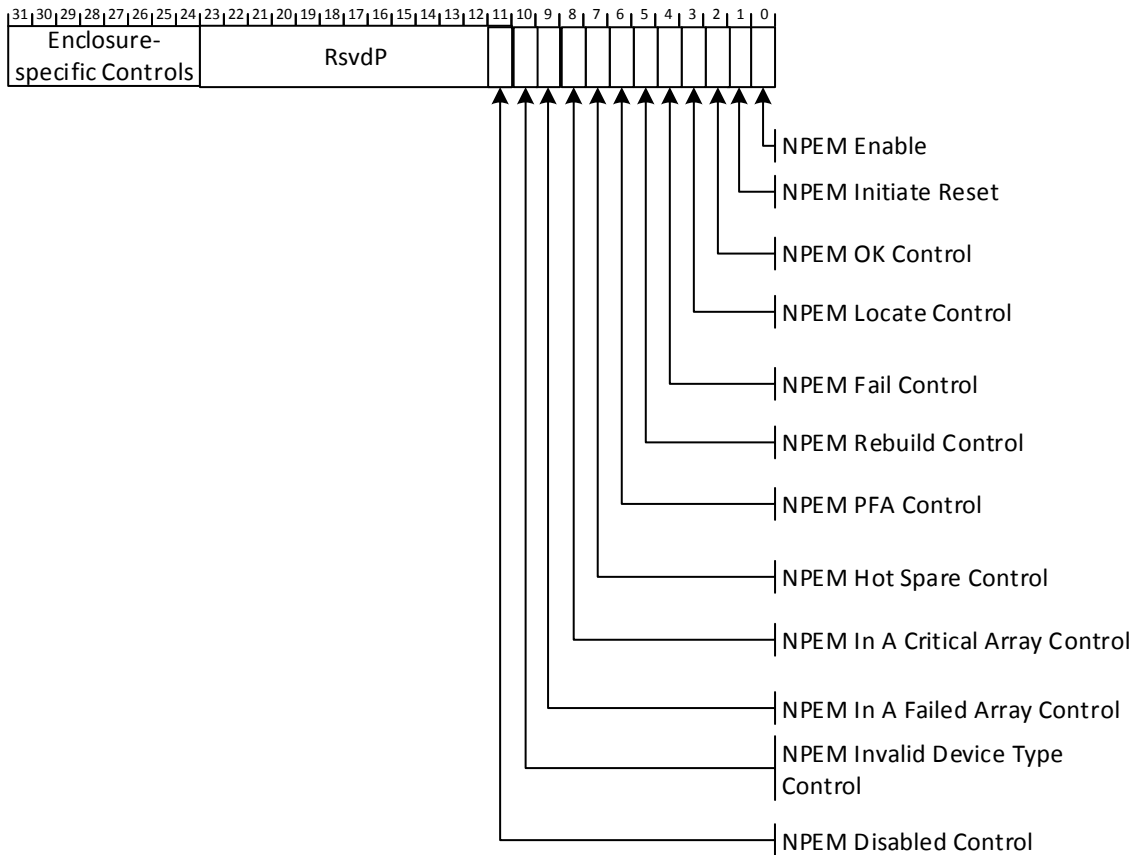 31 30 29 28 27 26 25 24 23 22 21 20 19 18 17 16 15 14 13 12 11 10 9 8 7 6 5 4 3 2 1 0
Enclosure-
specific Controls
RsvdP
NPEM Enable
NPEM Initiate Reset
NPEM OK Control
NPEM Locate Control
NPEM Fail Control
NPEM Rebuild Control
NPEM PFA Control
NPEM Hot Spare Control
NPEM In A Critical Array Control
NPEM In A Failed Array Control
NPEM Invalid Device Type
Control
NPEM Disabled Control